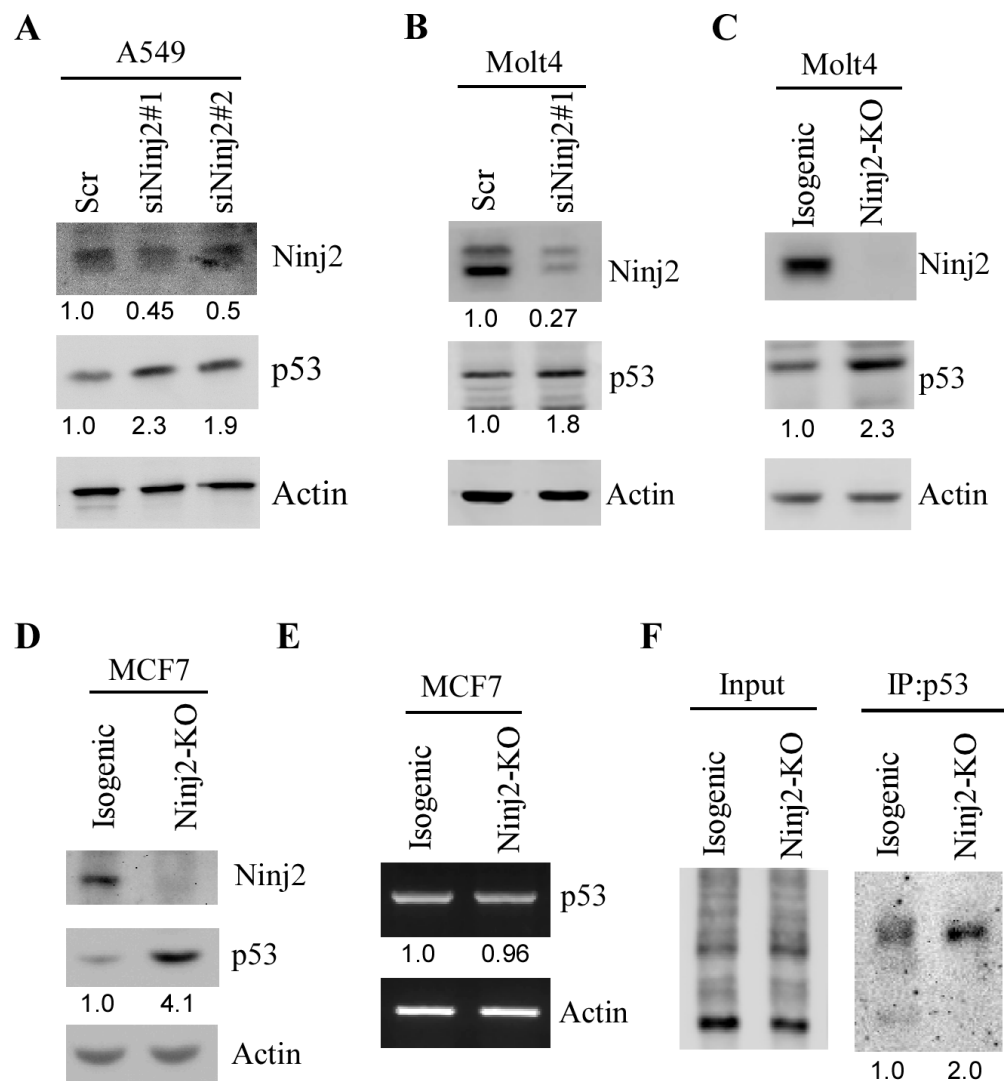 A
A549
Scr
siNinj2#1
siNinj2#2
Ninj2
1.0 0.45 0.5
p53
1.0 2.3 1.9
Actin
B
Molt4
Scr
siNinj2#1
Ninj2
1.0 0.27
p53
1.0 1.8
Actin
C
Molt4
Isogenic
Ninj2-KO
Ninj2
p53
1.0 2.3
Actin
D
MCF7
Isogenic
Ninj2-KO
Ninj2
p53
1.0 4.1
Actin
E
MCF7
Isogenic
Ninj2-KO
p53
1.0 0.96
Actin
F
Input
Isogenic
Ninj2-KO
IP:p53
Isogenic
Ninj2-KO
1.0 2.0